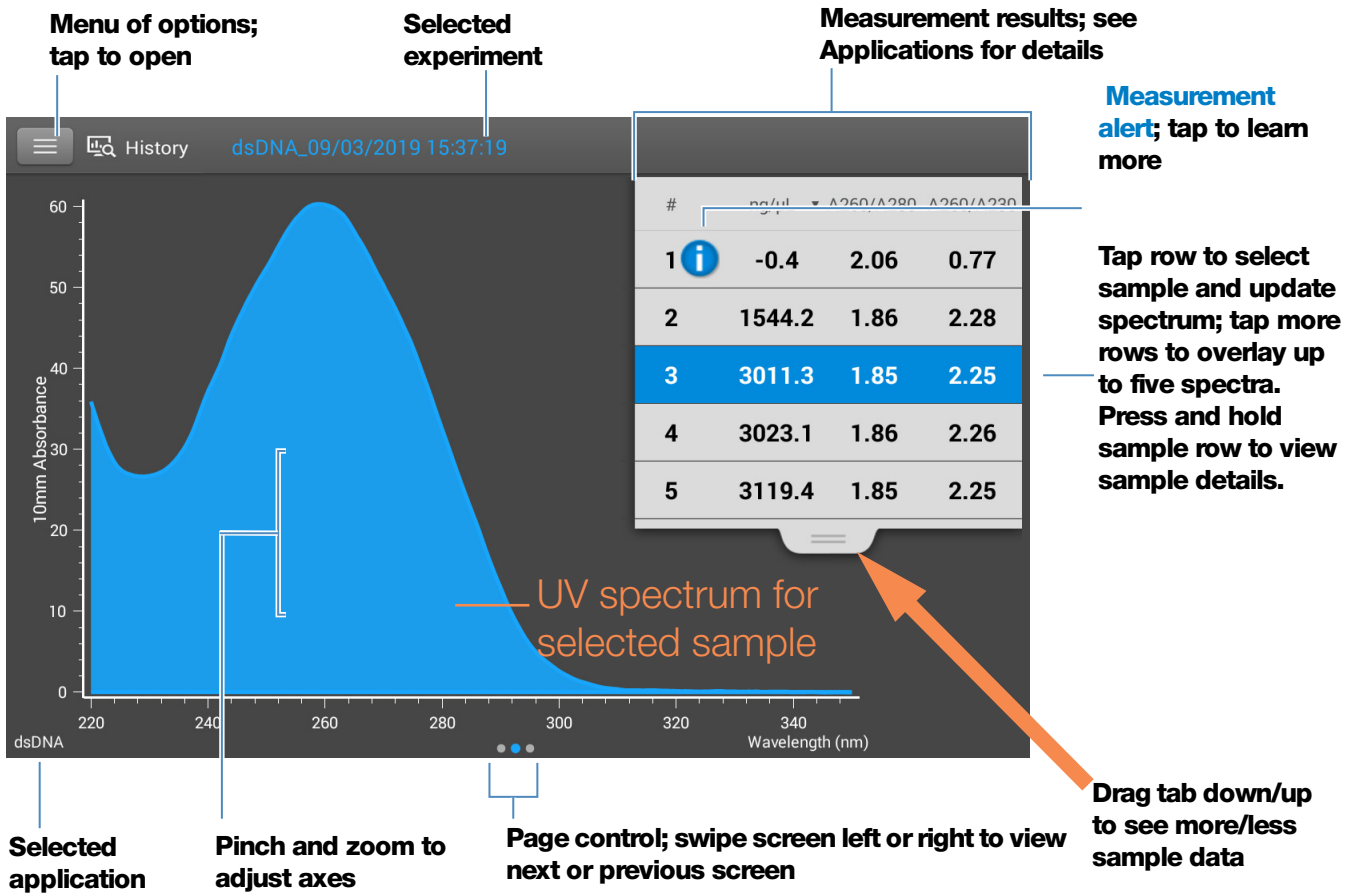 Menu of options;
tap to open
Selected
experiment
Measurement results; see
Applications for details
Measurement
alert; tap to learn
more
History
dsDNA_09/03/2019 15:37:19
# ng/µl A260/A280 A260/A230
1 i -0.4 2.06 0.77
2 1544.2 1.86 2.28
3 3011.3 1.85 2.25
4 3023.1 1.86 2.26
5 3119.4 1.85 2.25
Tap row to select
sample and update
spectrum; tap more
rows to overlay up
to five spectra.
Press and hold
sample row to view
sample details.
10mm Absorbance
60
50
40
30
20
10
0
UV spectrum for
selected sample
220 240 260 280 300 320 340
dsDNA
Wavelength (nm)
Selected
application
Pinch and zoom to
adjust axes
Page control; swipe screen left or right to view
next or previous screen
Drag tab down/up
to see more/less
sample data